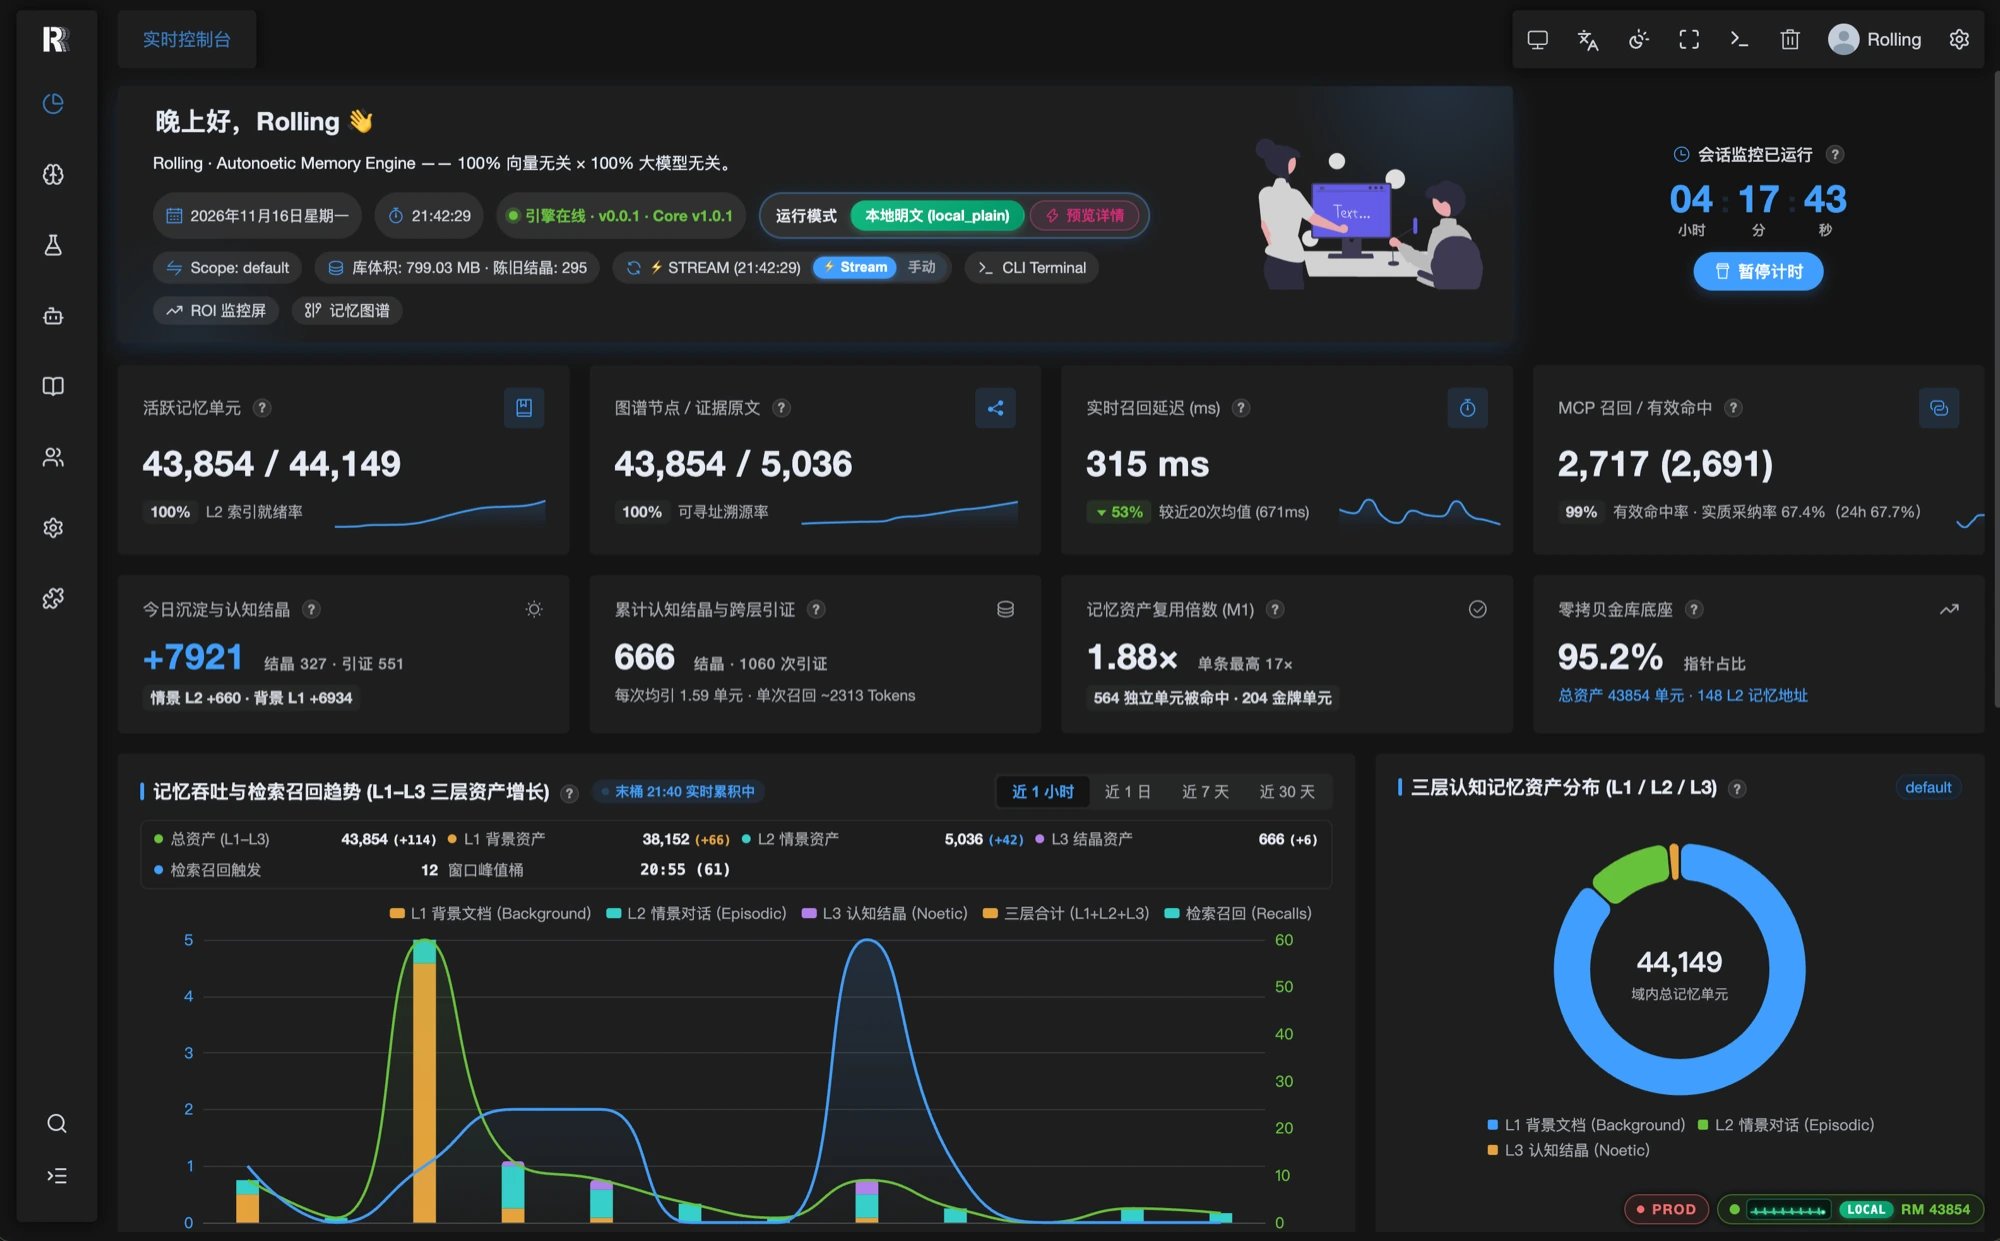 R
实时控制台
Rolling
晚上好，Rolling 👋
Rolling · Autonoetic Memory Engine —— 100% 向量无关 × 100% 大模型无关。
2026年11月16日星期一
21:42:29
引擎在线 · v0.0.1 · Core v1.0.1
运行模式
本地明文 (local_plain)
预览详情
Scope: default
库体积: 799.03 MB · 陈旧结晶: 295
⚡ STREAM (21:42:29)
⚡ Stream
手动
CLI Terminal
ROI 监控屏
记忆图谱
Text...
会话监控已运行 ?
04 : 17 : 43
小时 分 秒
暂停计时
活跃记忆单元 ?
43,854 / 44,149
100% L2 索引就绪率
图谱节点 / 证据原文 ?
43,854 / 5,036
100% 可寻址溯源率
实时召回延迟 (ms) ?
315 ms
▼ 53% 较近20次均值 (671ms)
MCP 召回 / 有效命中 ?
2,717 (2,691)
99% 有效命中率 · 实质采纳率 67.4%（24h 67.7%）
今日沉淀与认知结晶 ?
+7921 结晶 327 · 引证 551
情景 L2 +660 · 背景 L1 +6934
累计认知结晶与跨层引证 ?
666 结晶 · 1060 次引证
每次均引 1.59 单元 · 单次召回 ~2313 Tokens
记忆资产复用倍数 (M1) ?
1.88× 单条最高 17×
564 独立单元被命中 · 204 金牌单元
零拷贝金库底座 ?
95.2% 指针占比
总资产 43854 单元 · 148 L2 记忆地址
记忆吞吐与检索召回趋势 (L1–L3 三层资产增长) ?
末桶 21:40 实时累积中
近 1 小时 近 1 日 近 7 天 近 30 天
总资产 (L1–L3) 43,854 (+114) L1 背景资产 38,152 (+66) L2 情景资产 5,036 (+42) L3 结晶资产 666 (+6)
检索召回触发 12 窗口峰值桶 20:55 (61)
L1 背景文档 (Background) L2 情景对话 (Episodic) L3 认知结晶 (Noetic) 三层合计 (L1+L2+L3) 检索召回 (Recalls)
5 60
50
4
40
3
30
2
20
1 10
0 0
三层认知记忆资产分布 (L1 / L2 / L3) ?
default
44,149
域内总记忆单元
L1 背景文档 (Background) L2 情景对话 (Episodic)
L3 认知结晶 (Noetic)
PROD
LOCAL RM 43854